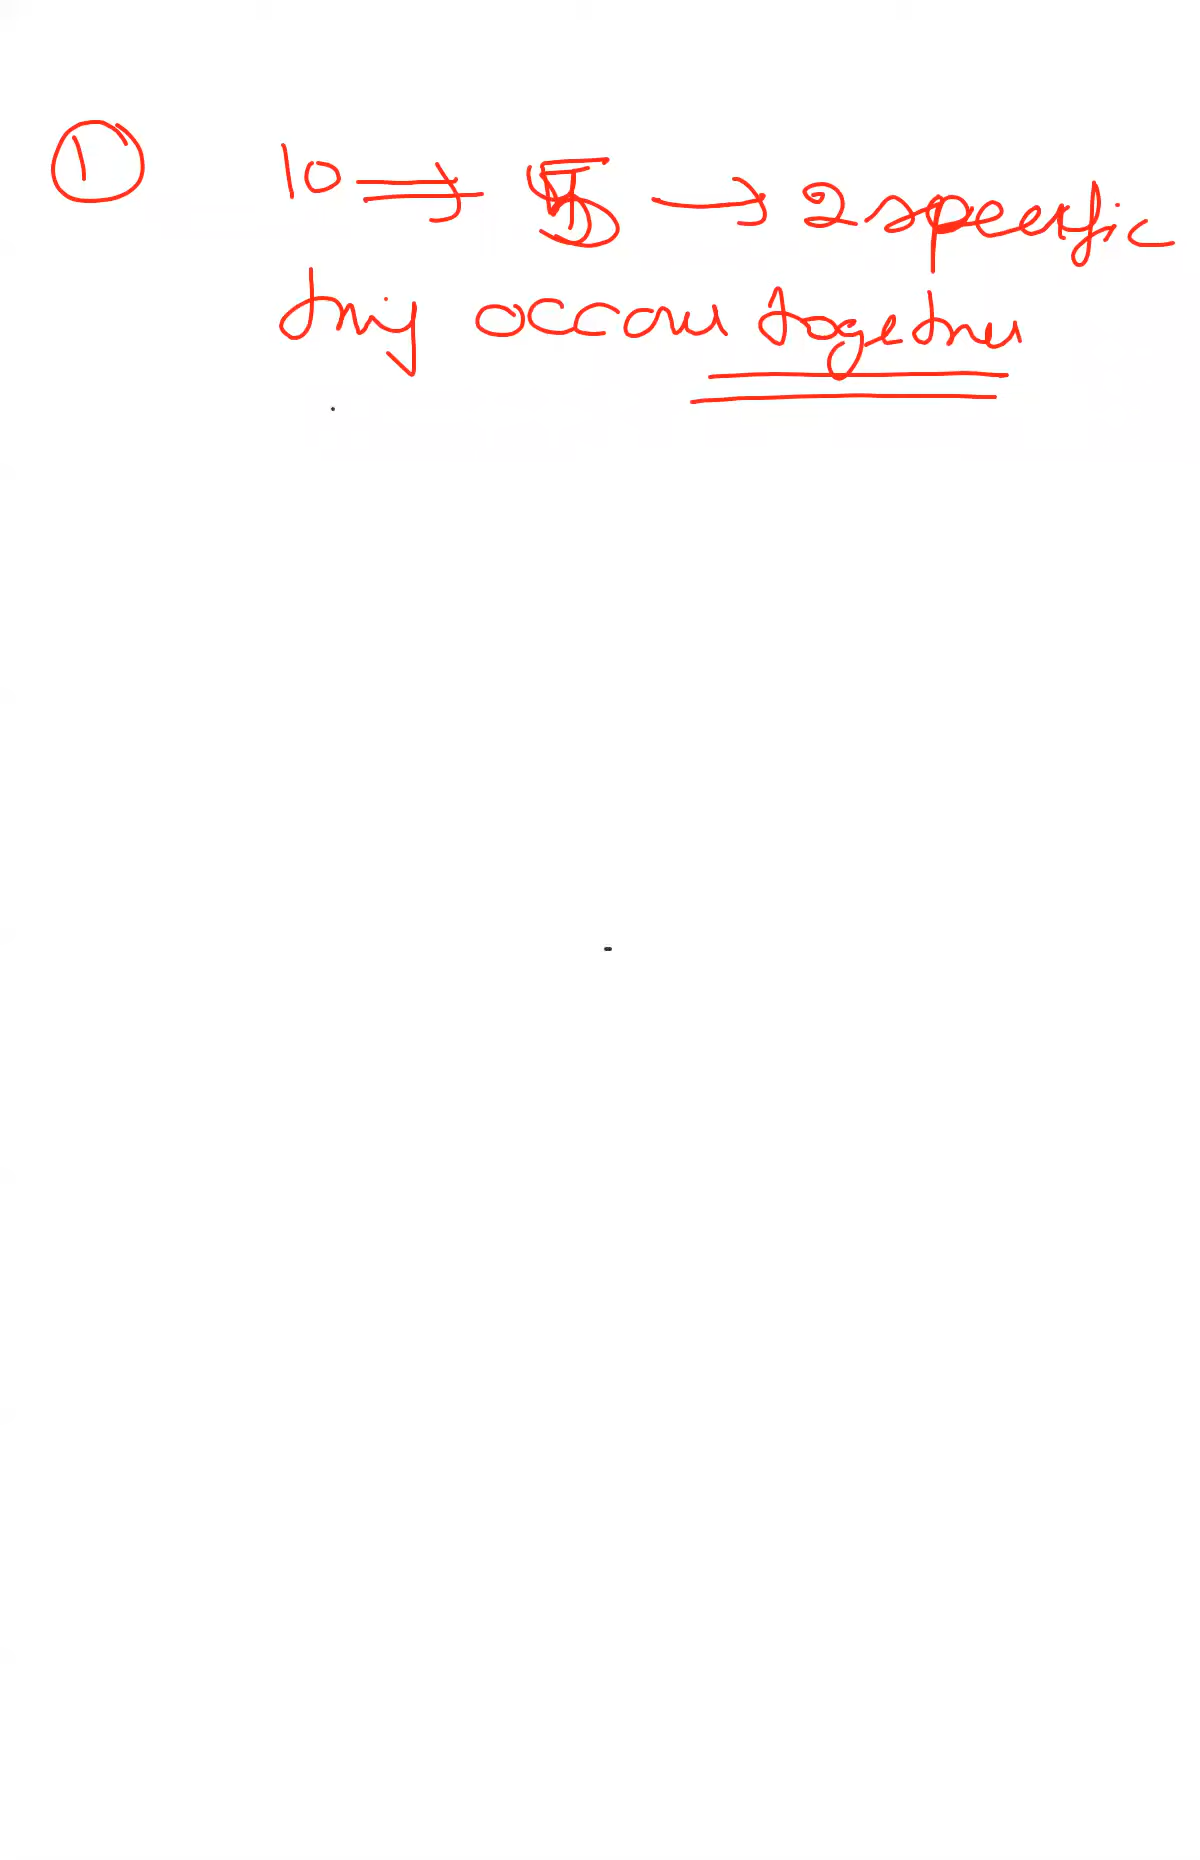 ① 10 ⟹ 5 → 2 specific
thing occour together